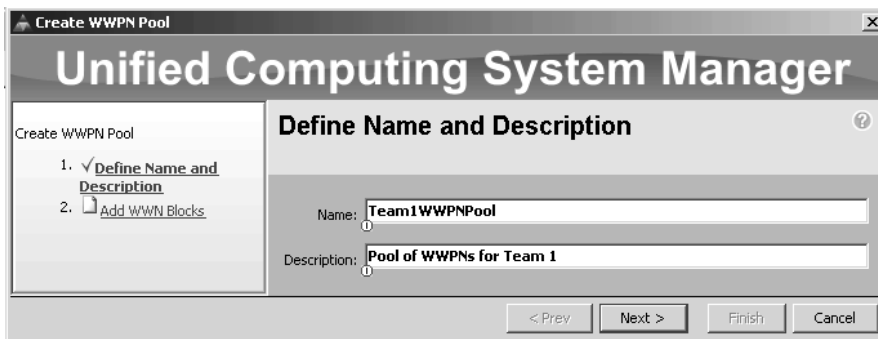 Create WWPN Pool
Unified Computing System Manager
Create WWPN Pool
1. Define Name and
Description
2. Add WWN Blocks
Define Name and Description
Name: Team1WWPNPool
Description: Pool of WWPNs for Team 1
< Prev
Next >
Finish
Cancel